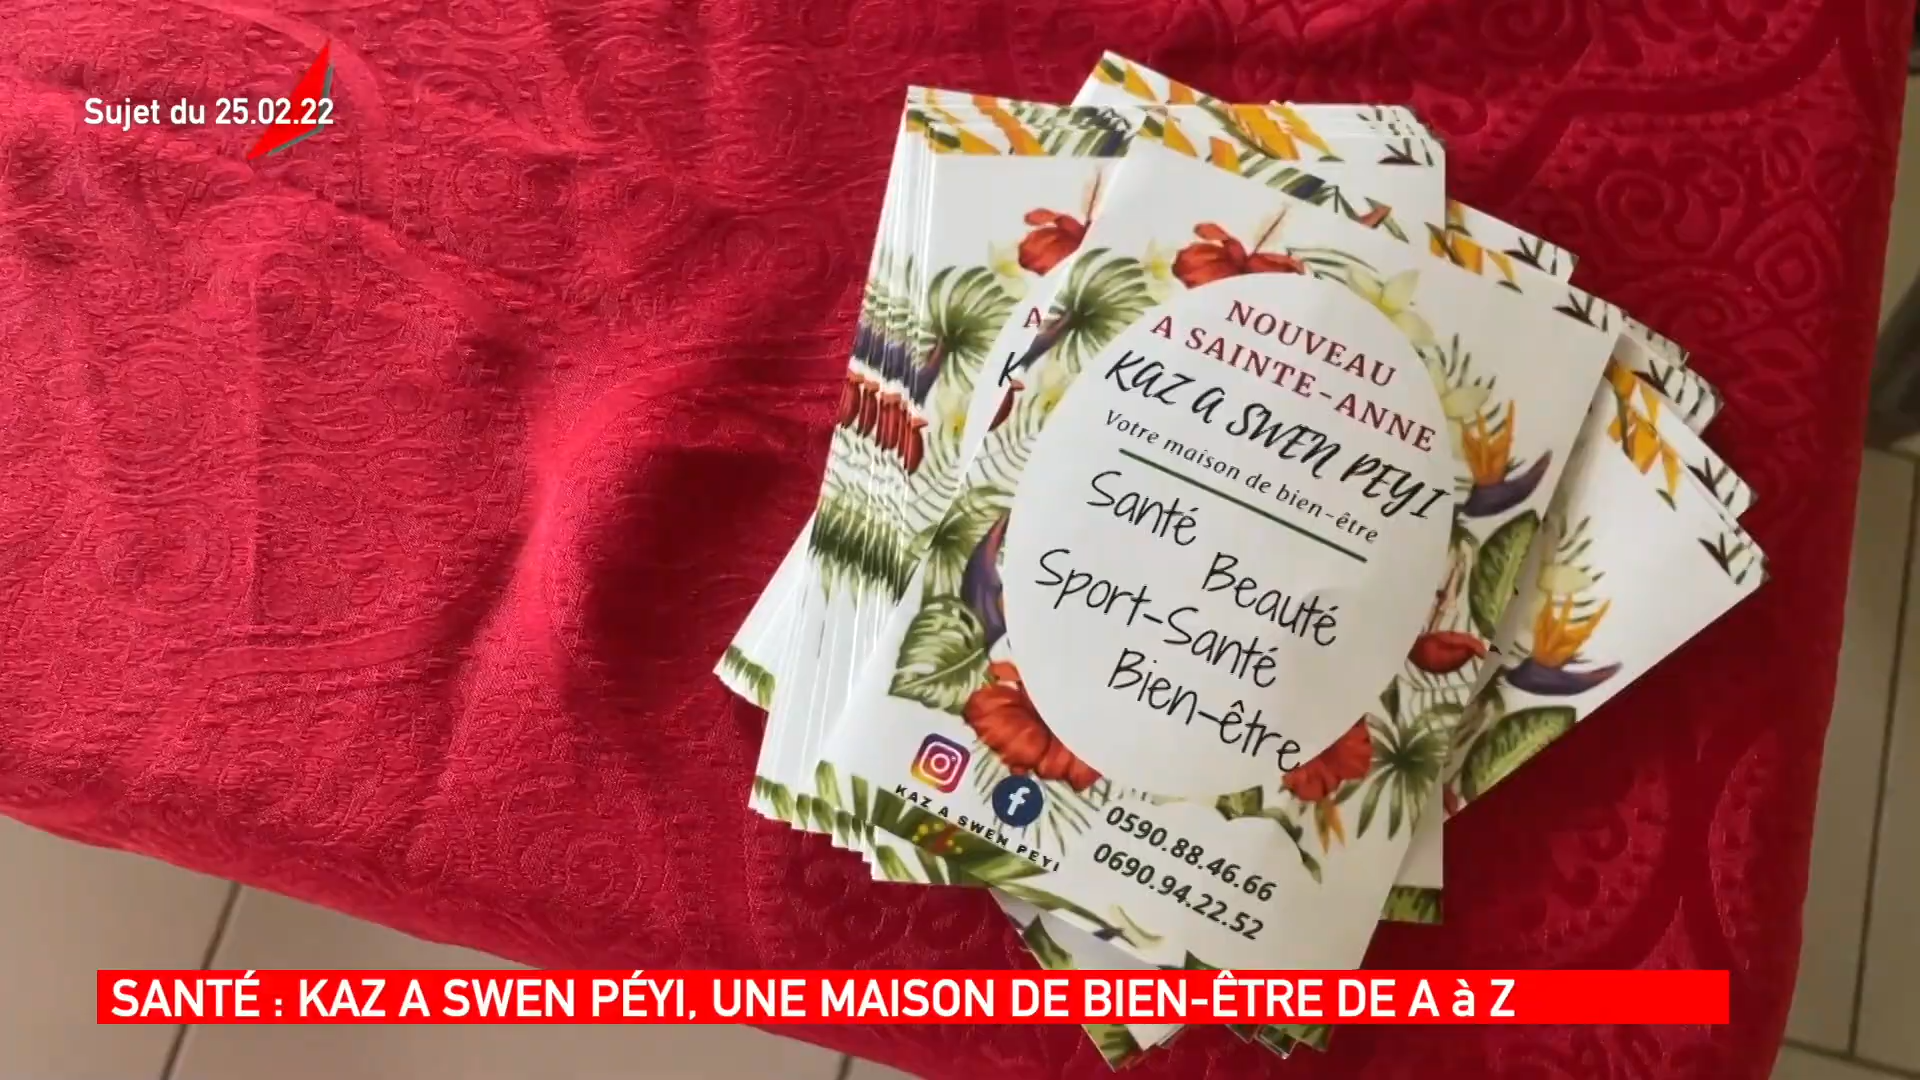 Sujet du 25.02.22
NOUVEAU
A SAINTE-ANNE
KAZ A SWEN PEYI
Votre maison de bien-être
Santé Beauté
Sport-Santé
Bien-être
KAZ A SWEN PEYI
0590.88.46.66
0690.94.22.52
A
K
SANTÉ : KAZ A SWEN PÉYI, UNE MAISON DE BIEN-ÊTRE DE A à Z